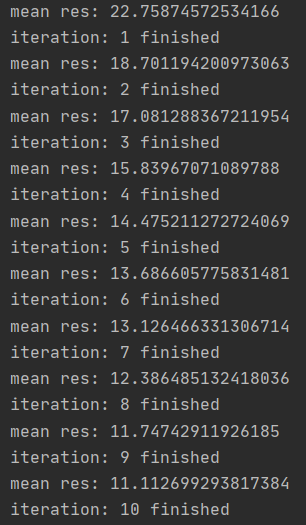 mean res: 22.75874572534166
iteration: 1 finished
mean res: 18.701194200973063
iteration: 2 finished
mean res: 17.081288367211954
iteration: 3 finished
mean res: 15.83967071089788
iteration: 4 finished
mean res: 14.475211272724069
iteration: 5 finished
mean res: 13.686605775831481
iteration: 6 finished
mean res: 13.126466331306714
iteration: 7 finished
mean res: 12.386485132418036
iteration: 8 finished
mean res: 11.74742911926185
iteration: 9 finished
mean res: 11.112699293817384
iteration: 10 finished